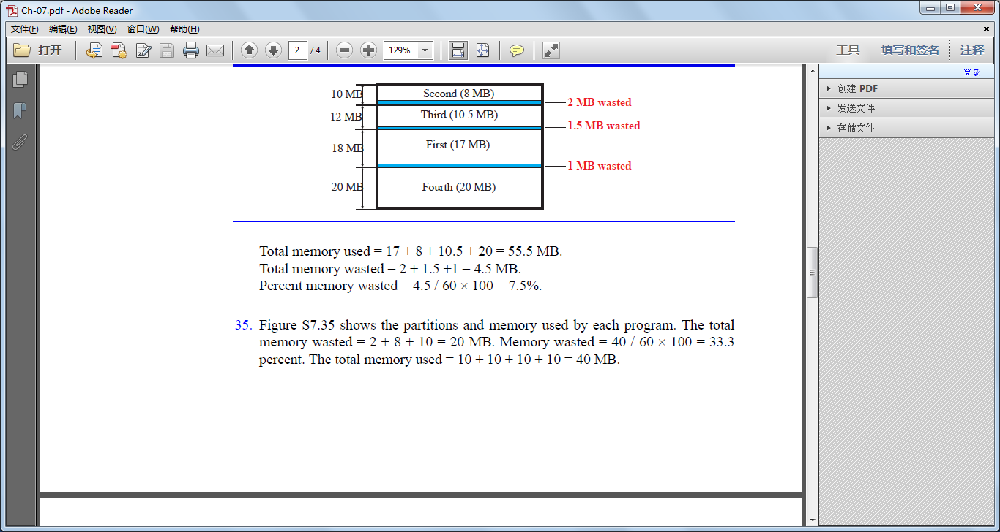 Ch-07.pdf - Adobe Reader
文件(F) 编辑(E) 视图(V) 窗口(W) 帮助(H)
打开 2 / 4 129% 工具 填写和签名 注释
登录
创建 PDF
发送文件
存储文件
10 MB Second (8 MB)
2 MB wasted
12 MB Third (10.5 MB)
1.5 MB wasted
18 MB First (17 MB)
1 MB wasted
20 MB Fourth (20 MB)
Total memory used = 17 + 8 + 10.5 + 20 = 55.5 MB.
Total memory wasted = 2 + 1.5 +1 = 4.5 MB.
Percent memory wasted = 4.5 / 60 × 100 = 7.5%.
35. Figure S7.35 shows the partitions and memory used by each program. The total
memory wasted = 2 + 8 + 10 = 20 MB. Memory wasted = 40 / 60 × 100 = 33.3
percent. The total memory used = 10 + 10 + 10 + 10 = 40 MB.